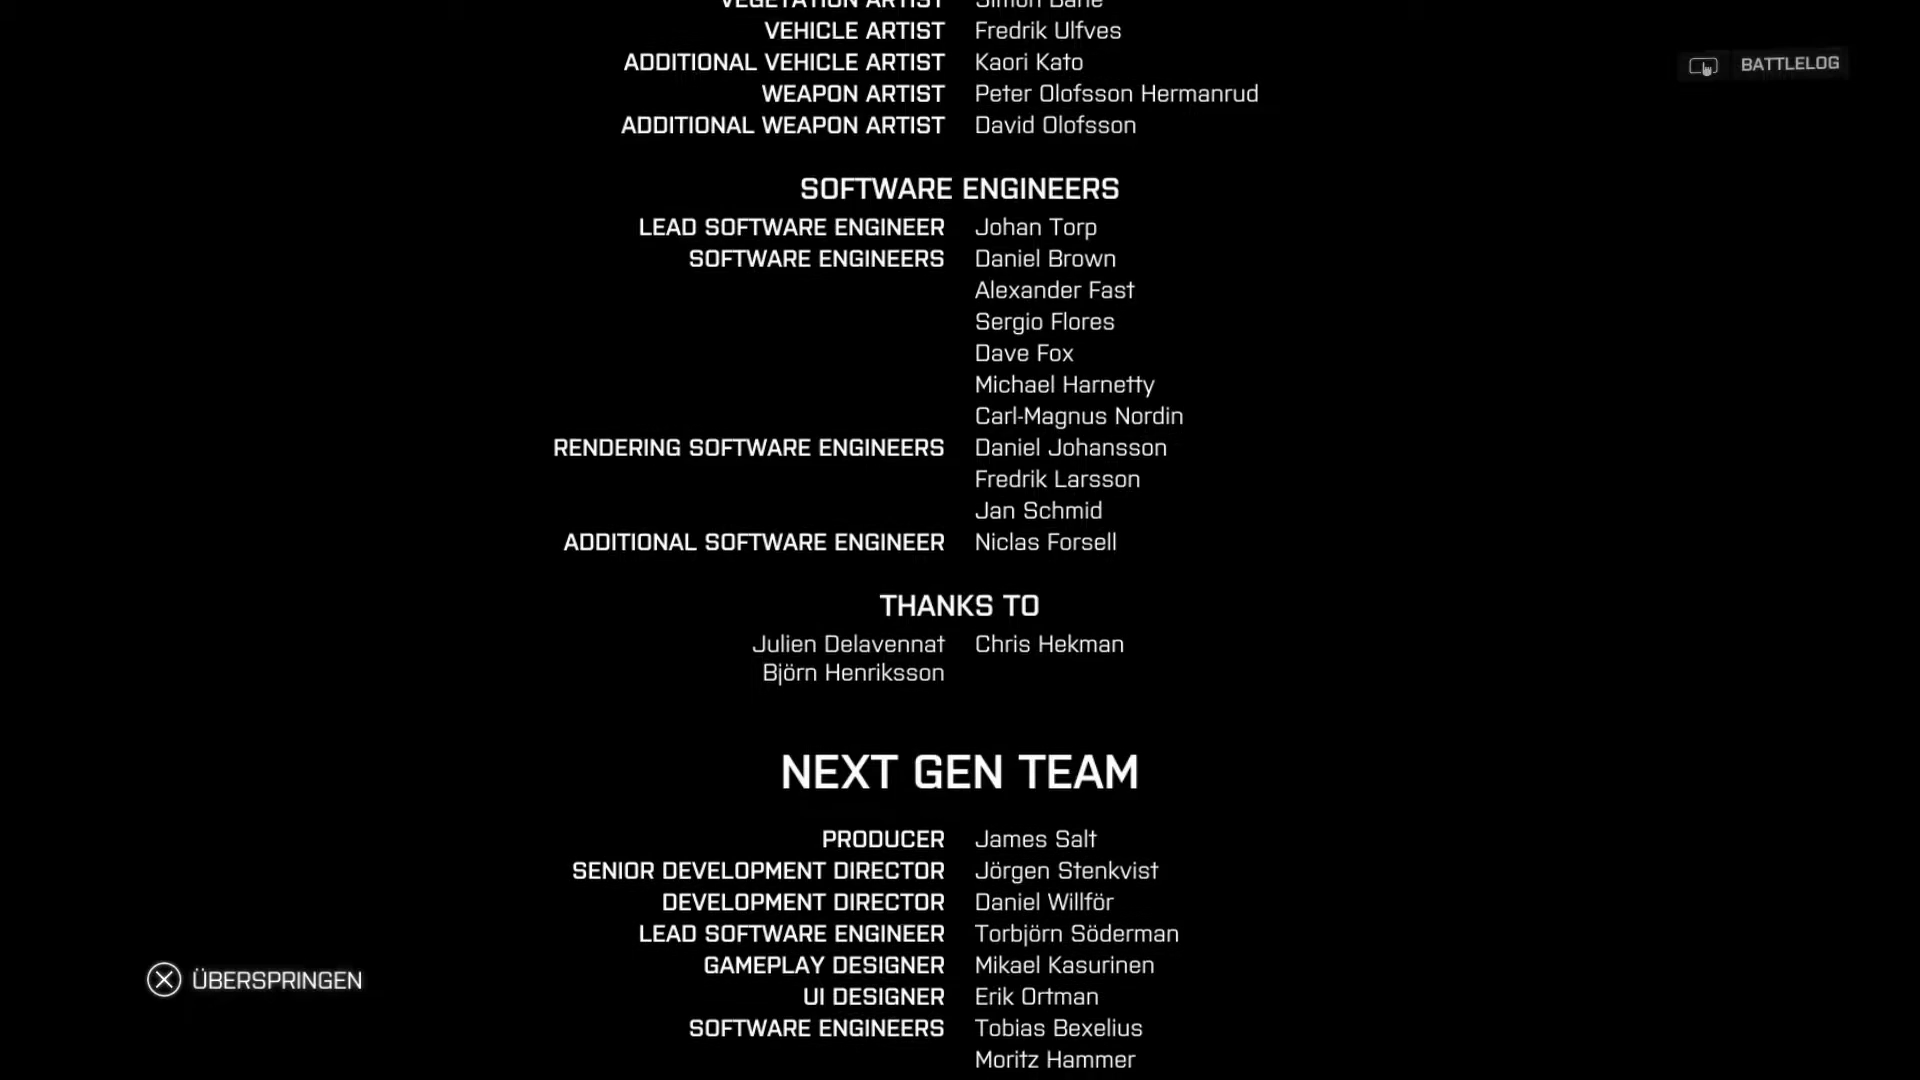 VEGETATION ARTIST Simon Barle
VEHICLE ARTIST Fredrik Ulfves
ADDITIONAL VEHICLE ARTIST Kaori Kato
BATTLELOG
WEAPON ARTIST Peter Olofsson Hermanrud
ADDITIONAL WEAPON ARTIST David Olofsson
SOFTWARE ENGINEERS
LEAD SOFTWARE ENGINEER Johan Torp
SOFTWARE ENGINEERS Daniel Brown
Alexander Fast
Sergio Flores
Dave Fox
Michael Harnetty
Carl-Magnus Nordin
RENDERING SOFTWARE ENGINEERS Daniel Johansson
Fredrik Larsson
Jan Schmid
ADDITIONAL SOFTWARE ENGINEER Niclas Forsell
THANKS TO
Julien Delavennat Chris Hekman
Björn Henriksson
NEXT GEN TEAM
PRODUCER James Salt
SENIOR DEVELOPMENT DIRECTOR Jörgen Stenkvist
DEVELOPMENT DIRECTOR Daniel Willför
LEAD SOFTWARE ENGINEER Torbjörn Söderman
GAMEPLAY DESIGNER Mikael Kasurinen
ÜBERSPRINGEN
UI DESIGNER Erik Ortman
SOFTWARE ENGINEERS Tobias Bexelius
Moritz Hammer